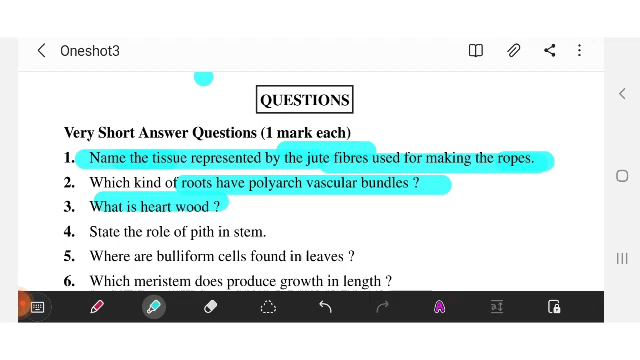 Oneshot3
QUESTIONS
Very Short Answer Questions (1 mark each)
1. Name the tissue represented by the jute fibres used for making the ropes.
2. Which kind of roots have polyarch vascular bundles ?
3. What is heart wood ?
4. State the role of pith in stem.
5. Where are bulliform cells found in leaves ?
6. Which meristem does produce growth in length ?